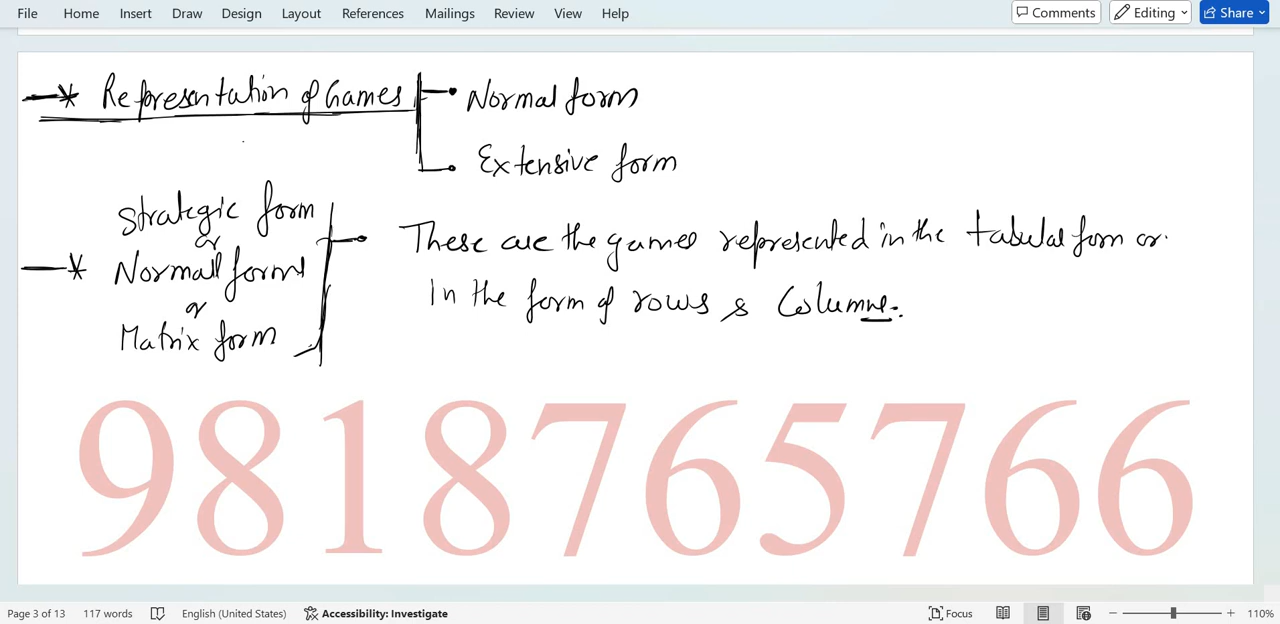 File Home Insert Draw Design Layout References Mailings Review View Help Comments Editing Share
Representation of Games
Normal form
Extensive form
Strategic form
or
Normal form
or
Matrix form
These are the games represented in the tabular form or
In the form of rows & Columns.
9818765766
Page 3 of 13 117 words English (United States) Accessibility: Investigate Focus 110%